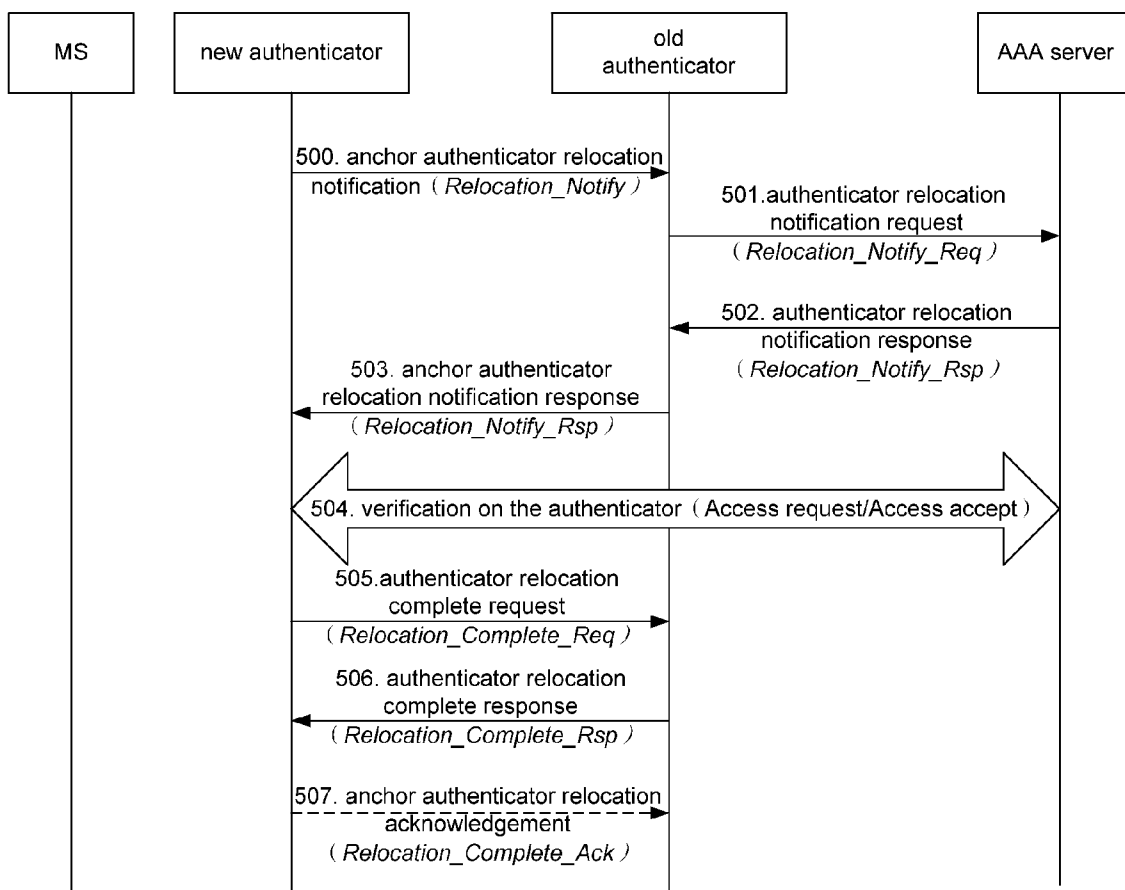 MS
new authenticator
old
authenticator
AAA server
500. anchor authenticator relocation
notification（Relocation_Notify）
501.authenticator relocation
notification request
（Relocation_Notify_Req）
502. authenticator relocation
notification response
（Relocation_Notify_Rsp）
503. anchor authenticator
relocation notification response
（Relocation_Notify_Rsp）
504. verification on the authenticator（Access request/Access accept）
505.authenticator relocation
complete request
（Relocation_Complete_Req）
506. authenticator relocation
complete response
（Relocation_Complete_Rsp）
507. anchor authenticator relocation
acknowledgement
（Relocation_Complete_Ack）